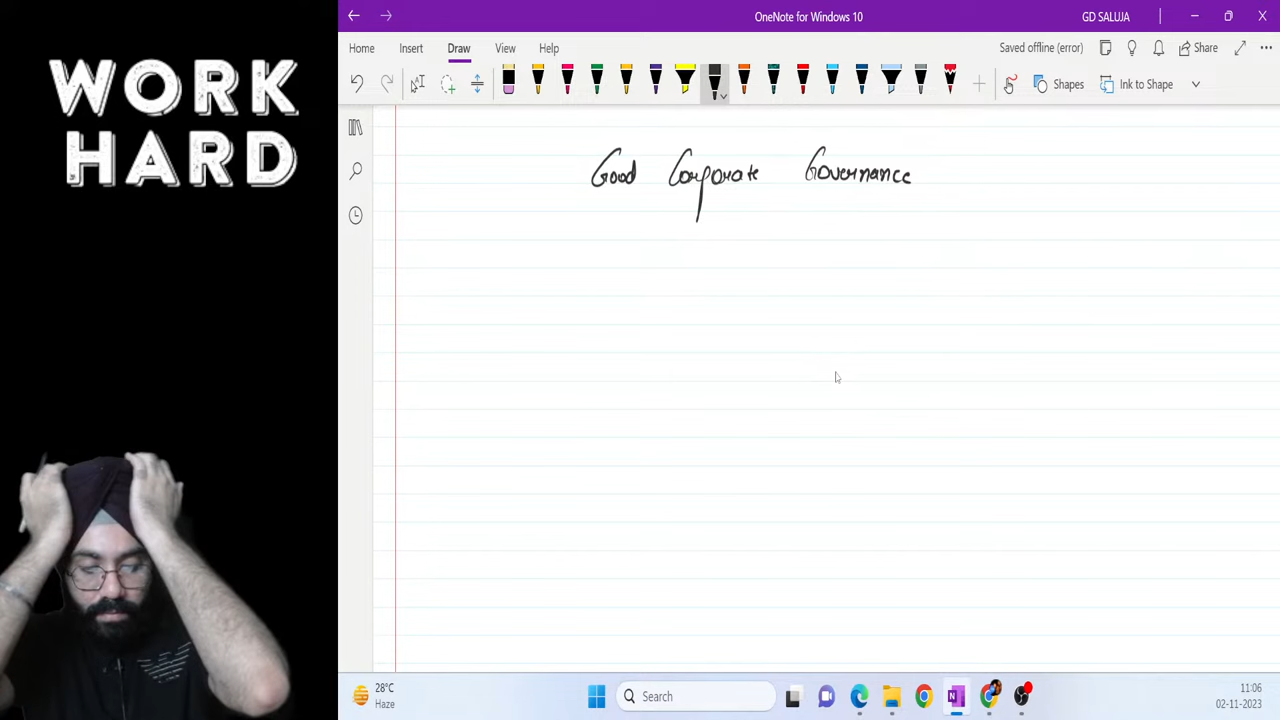 WORK
HARD
OneNote for Windows 10
GD SALUJA
Home Insert Draw View Help
Saved offline (error)
Share
Shapes
Ink to Shape
Good Corporate Governance
28°C
Haze
Search
11:06
02-11-2023